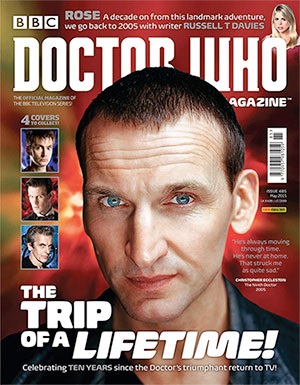 BBC
ROSE A decade on from this landmark adventure,
we go back to 2005 with writer RUSSELL T DAVIES
DOCTOR WHO
MAGAZINE™
THE OFFICIAL MAGAZINE OF
THE BBC TELEVISION SERIES!
4 COVERS
TO COLLECT!
ISSUE 485
May 2015
"He's always moving
through time.
He's never at home.
That struck me
as quite sad."
CHRISTOPHER ECCLESTON
The Ninth Doctor
2005
THE
TRIP
OF A LIFETIME!
Celebrating TEN YEARS since the Doctor's triumphant return to TV!